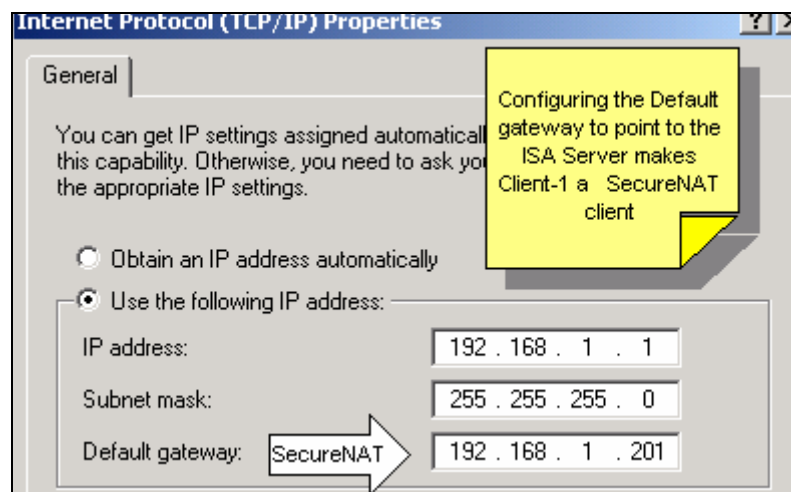 Internet Protocol (TCP/IP) Properties
General
Configuring the Default
gateway to point to the
ISA Server makes
Client-1 a SecureNAT
client
You can get IP settings assigned
this capability. Otherwise, you need to ask
the appropriate IP settings.
Obtain an IP address automatically
Use the following IP address:
IP address: 192 . 168 . 1 . 1
Subnet mask: 255 . 255 . 255 . 0
Default gateway: SecureNAT 192 . 168 . 1 . 201